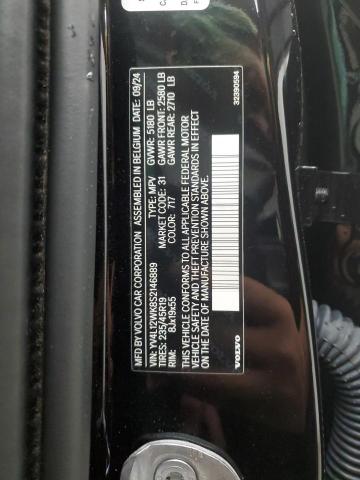 MFD BY VOLVO CAR CORPORATION ASSEMBLED IN BELGIUM DATE: 09/24
GVWR: 5180 LB
GAWR FRONT: 2580 LB
GAWR REAR: 2710 LB
VIN: YV4L12WK8S2146889 TYPE: MPV
TIRES: 235/45R19 MARKET CODE: 31
RIM: 8Jx19x55 COLOR: 717
THIS VEHICLE CONFORMS TO ALL APPLICABLE FEDERAL MOTOR
VEHICLE SAFETY AND THEFT PREVENTION STANDARDS IN EFFECT
ON THE DATE OF MANUFACTURE SHOWN ABOVE.
32390594
VOLVO